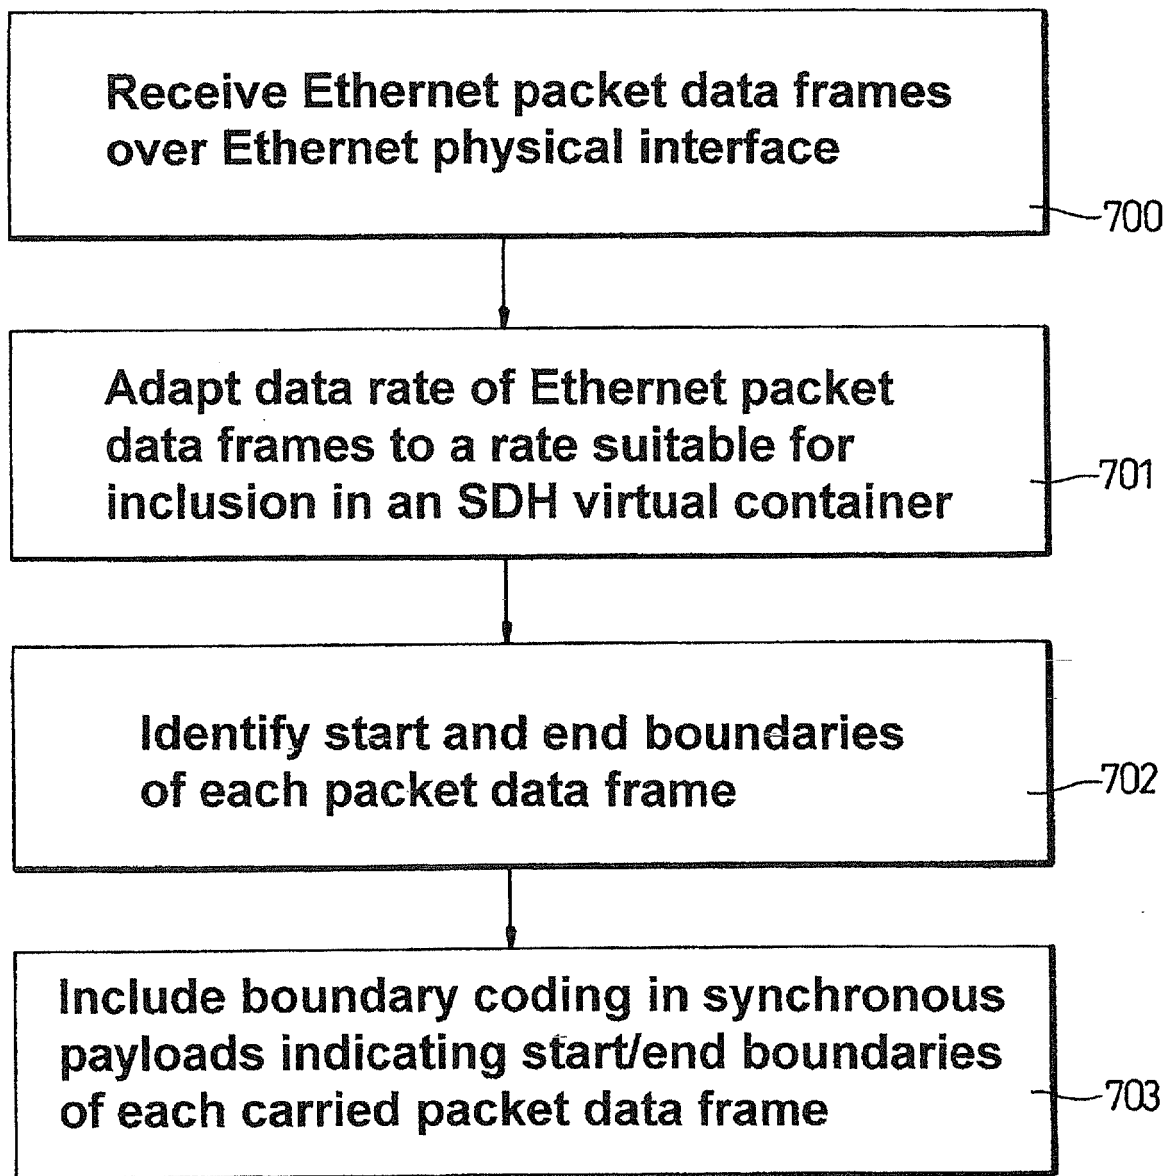 Receive Ethernet packet data frames
over Ethernet physical interface
700
Adapt data rate of Ethernet packet
data frames to a rate suitable for
inclusion in an SDH virtual container
701
Identify start and end boundaries
of each packet data frame
702
Include boundary coding in synchronous
payloads indicating start/end boundaries
of each carried packet data frame
703